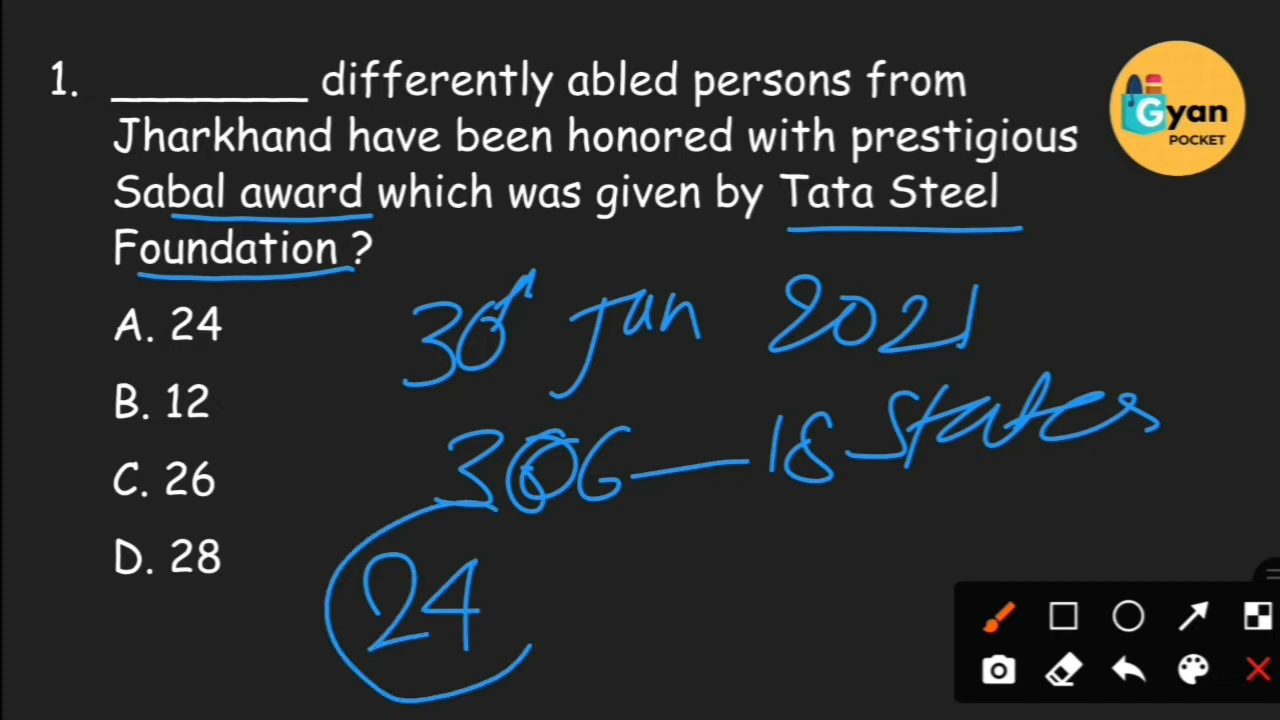 1. ________ differently abled persons from
Jharkhand have been honored with prestigious
Sabal award which was given by Tata Steel
Foundation ?
A. 24
B. 12
C. 26
D. 28
30th Jan 2021
306 — 18 States
24
Gyan
POCKET